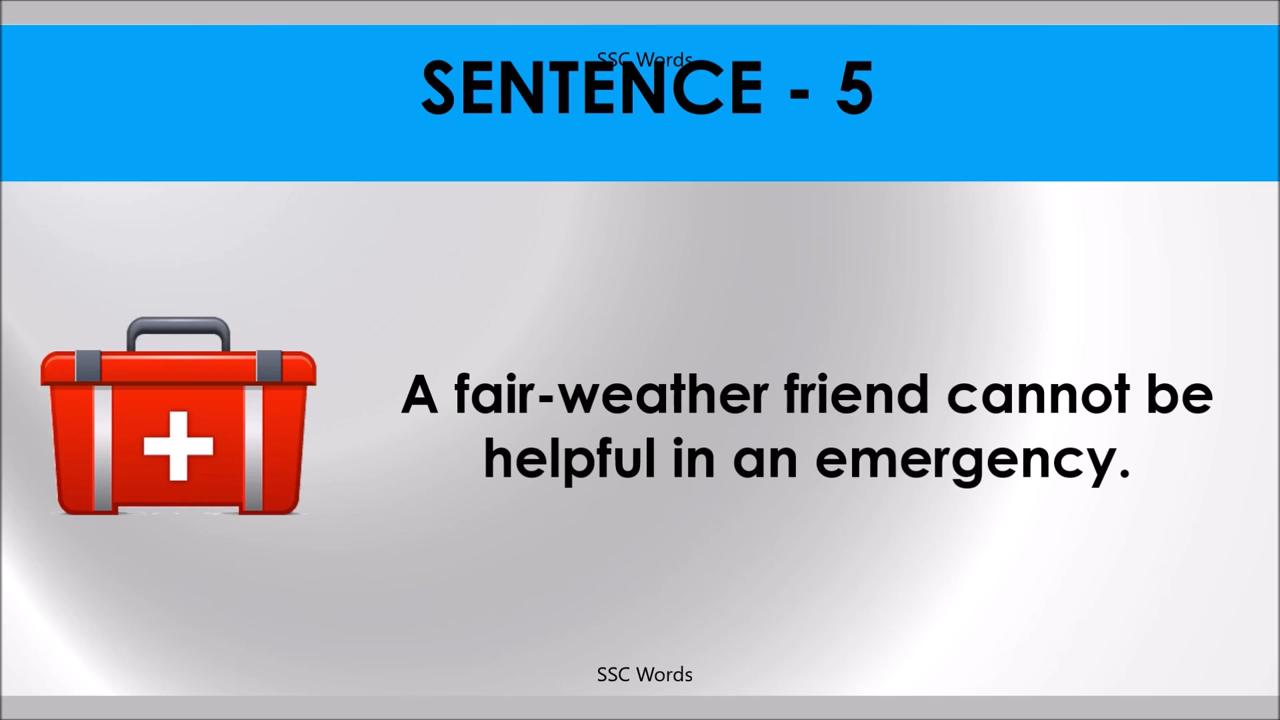 SSC Words
SENTENCE - 5
A fair-weather friend cannot be
helpful in an emergency.
SSC Words